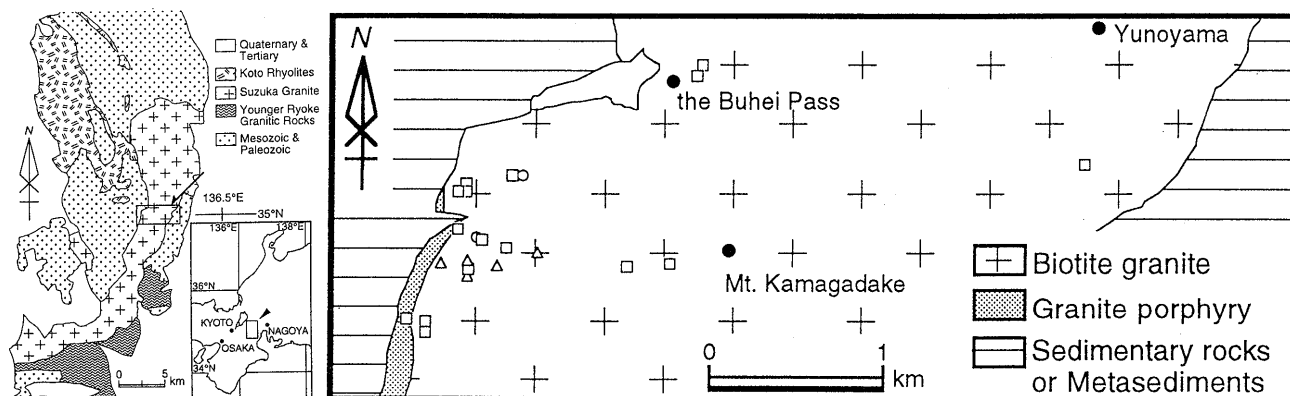 Quaternary &
Tertiary
Koto Rhyolites
Suzuka Granite
Younger Ryoke
Granitic Rocks
Mesozoic &
Paleozoic
N
136.5°E
35°N
136°E
138°E
36°N
KYOTO
NAGOYA
OSAKA
34°N
0 5
km
N
Yunoyama
the Buhei Pass
Mt. Kamagadake
0 1
km
Biotite granite
Granite porphyry
Sedimentary rocks
or Metasediments